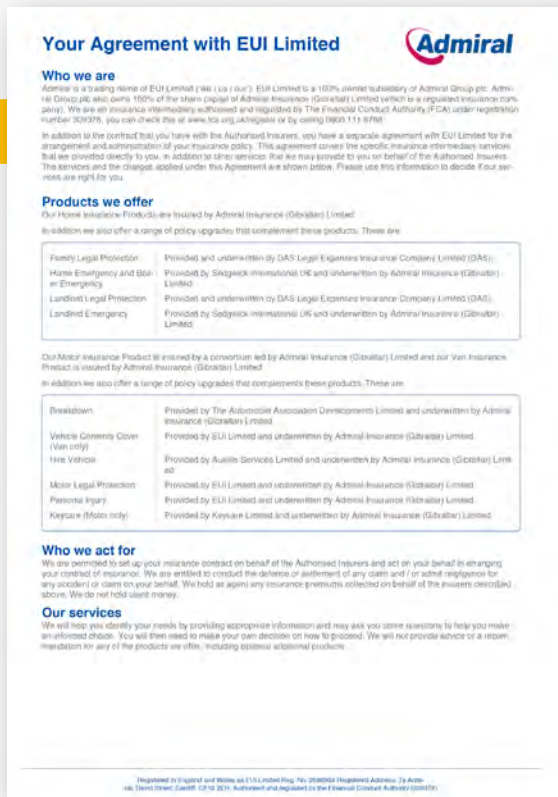 Your Agreement with EUI Limited
Admiral
Who we are
Admiral is a trading name of EUI Limited ('we / us / our'). EUI Limited is a 100% owned subsidiary of Admiral Group plc. Admi-
ral Group plc also owns 100% of the share capital of Admiral Insurance (Gibraltar) Limited (which is a regulated insurance com-
pany). We are an insurance intermediary authorised and regulated by The Financial Conduct Authority (FCA) under registration
number 309378, you can check this at www.fca.org.uk/register or by calling 0800 111 6768
In addition to the contract that you have with the Authorised Insurers, you have a separate agreement with EUI Limited for the
arrangement and administration of your insurance policy. This agreement covers the specific insurance intermediary services
that we provided directly to you, in addition to other services that we may provide to you on behalf of the Authorised Insurers.
The services and the charges applied under this Agreement are shown below. Please use this information to decide if our ser-
vices are right for you.
Products we offer
Our Home Insurance Products are insured by Admiral Insurance (Gibraltar) Limited
In addition we also offer a range of policy upgrades that complement these products. These are:
Family Legal Protection Provided and underwritten by DAS Legal Expenses Insurance Company Limited (DAS).
Home Emergency and Boil- Provided by Sedgwick International UK and underwritten by Admiral Insurance (Gibraltar)
er Emergency Limited
Landlord Legal Protection Provided and underwritten by DAS Legal Expenses Insurance Company Limited (DAS).
Landlord Emergency Provided by Sedgwick International UK and underwritten by Admiral Insurance (Gibraltar)
Limited
Our Motor Insurance Product is insured by a consortium led by Admiral Insurance (Gibraltar) Limited and our Van Insurance
Product is insured by Admiral Insurance (Gibraltar) Limited
In addition we also offer a range of policy upgrades that complements these products. These are:
Breakdown Provided by The Automobile Association Developments Limited and underwritten by Admiral
Insurance (Gibraltar) Limited
Vehicle Contents Cover Provided by EUI Limited and underwritten by Admiral Insurance (Gibraltar) Limited.
(Van only)
Hire Vehicle Provided by Auxillis Services Limited and underwritten by Admiral Insurance (Gibraltar) Limit-
ed
Motor Legal Protection Provided by EUI Limited and underwritten by Admiral Insurance (Gibraltar) Limited.
Personal Injury Provided by EUI Limited and underwritten by Admiral Insurance (Gibraltar) Limited.
Keycare (Motor only) Provided by Keycare Limited and underwritten by Admiral Insurance (Gibraltar) Limited
Who we act for
We are permitted to set up your insurance contract on behalf of the Authorised Insurers and act on your behalf in arranging
your contract of insurance. We are entitled to conduct the defence or settlement of any claim and / or admit negligence for
any accident or claim on your behalf. We hold as agent any insurance premiums collected on behalf of the insurers described
above. We do not hold client money.
Our services
We will help you identify your needs by providing appropriate information and may ask you some questions to help you make
an informed choice. You will then need to make your own decision on how to proceed. We will not provide advice or a recom-
mendation for any of the products we offer, including optional additional products
Registered in England and Wales as EUI Limited Reg. No: Registered Address: Ty Admi-
ral, David Street, Cardiff, CF10 2EH. Authorised and regulated by the Financial Conduct Authority